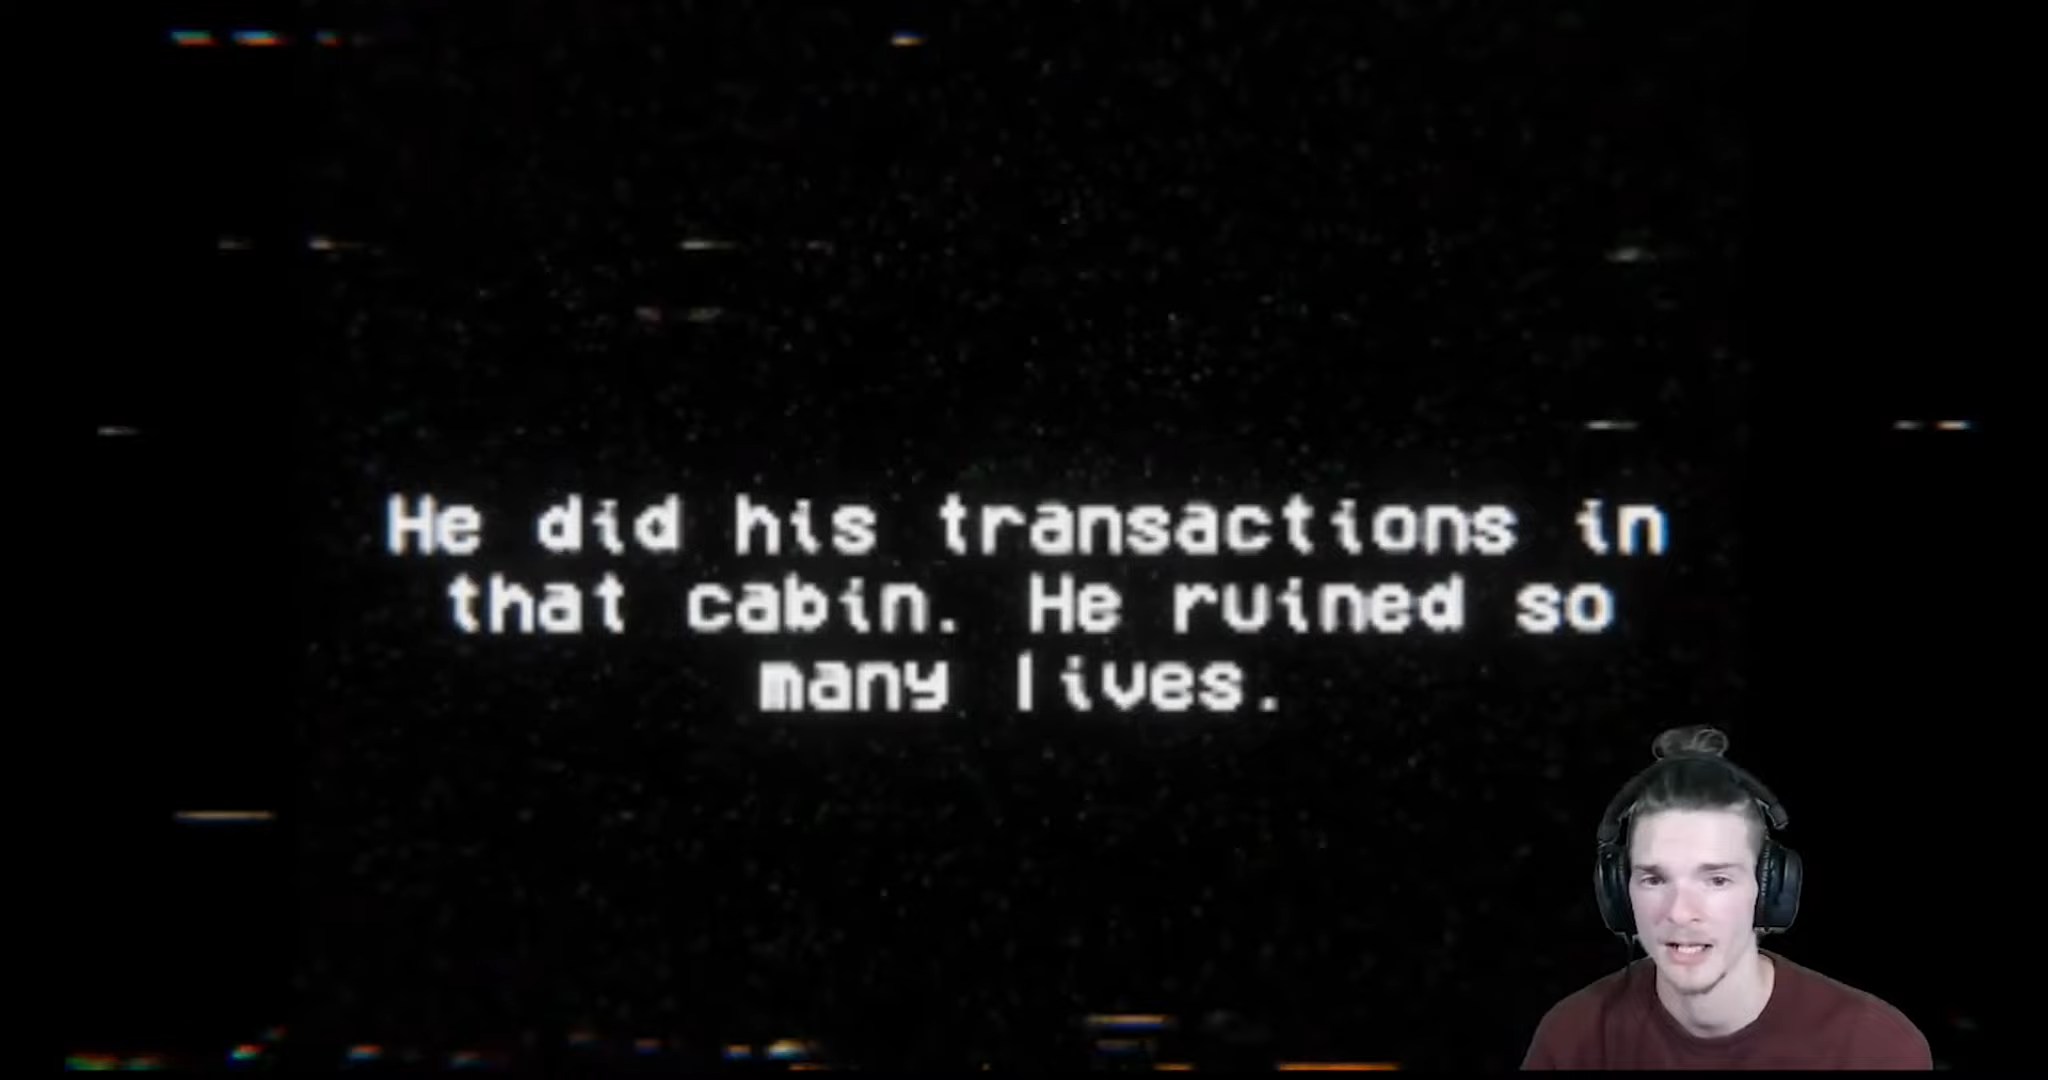 He did his transactions in
that cabin. He ruined so
many lives.